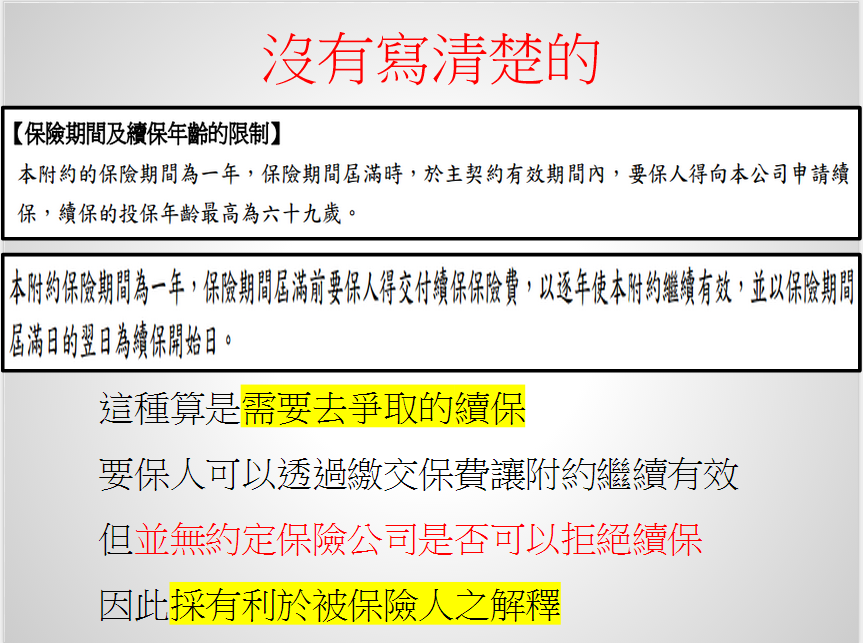 沒有寫清楚的
【保險期間及續保年齡的限制】
本附約的保險期間為一年，保險期間屆滿時，於主契約有效期間內，要保人得向本公司申請續
保，續保的投保年齡最高為六十九歲。
本附約保險期間為一年，保險期間屆滿前要保人得交付續保保險費，以逐年使本附約繼續有效，並以保險期間
屆滿日的翌日為續保開始日。
這種算是需要去爭取的續保
要保人可以透過繳交保費讓附約繼續有效
但並無約定保險公司是否可以拒絕續保
因此採有利於被保險人之解釋